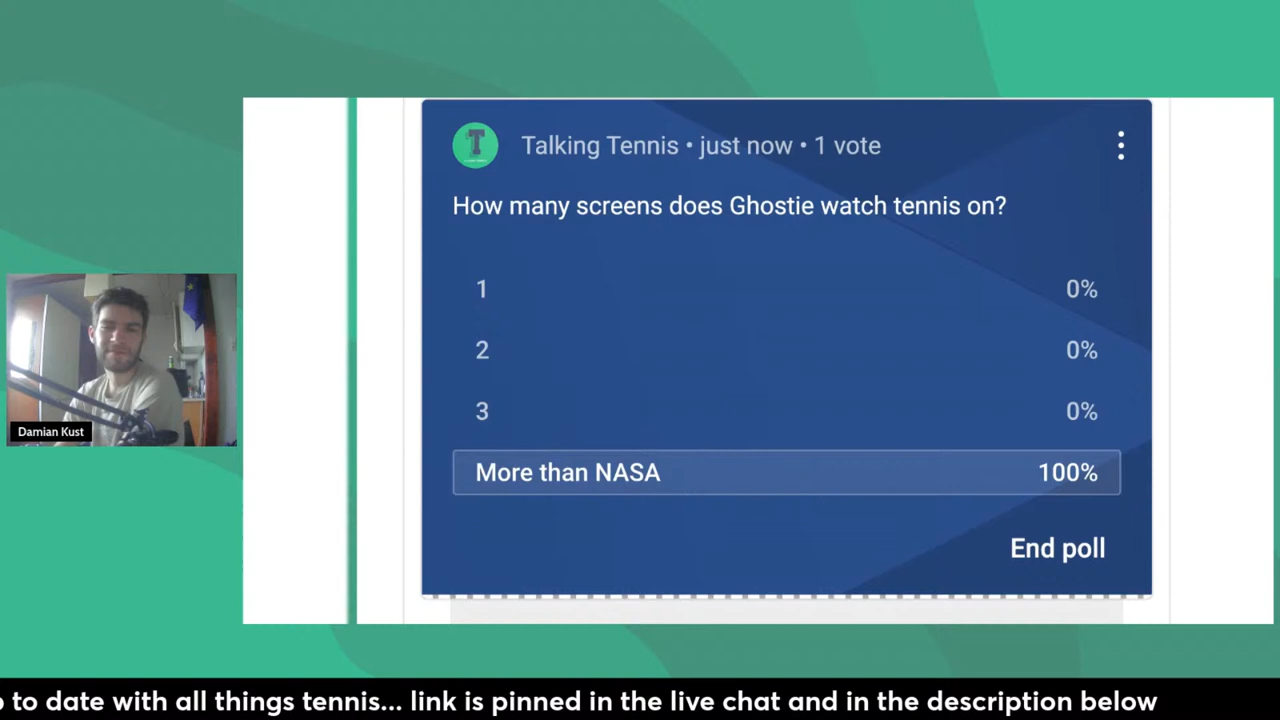 Talking Tennis • just now • 1 vote
How many screens does Ghostie watch tennis on?
1 0%
2 0%
3 0%
More than NASA 100%
End poll
Damian Kust
to date with all things tennis... link is pinned in the live chat and in the description below